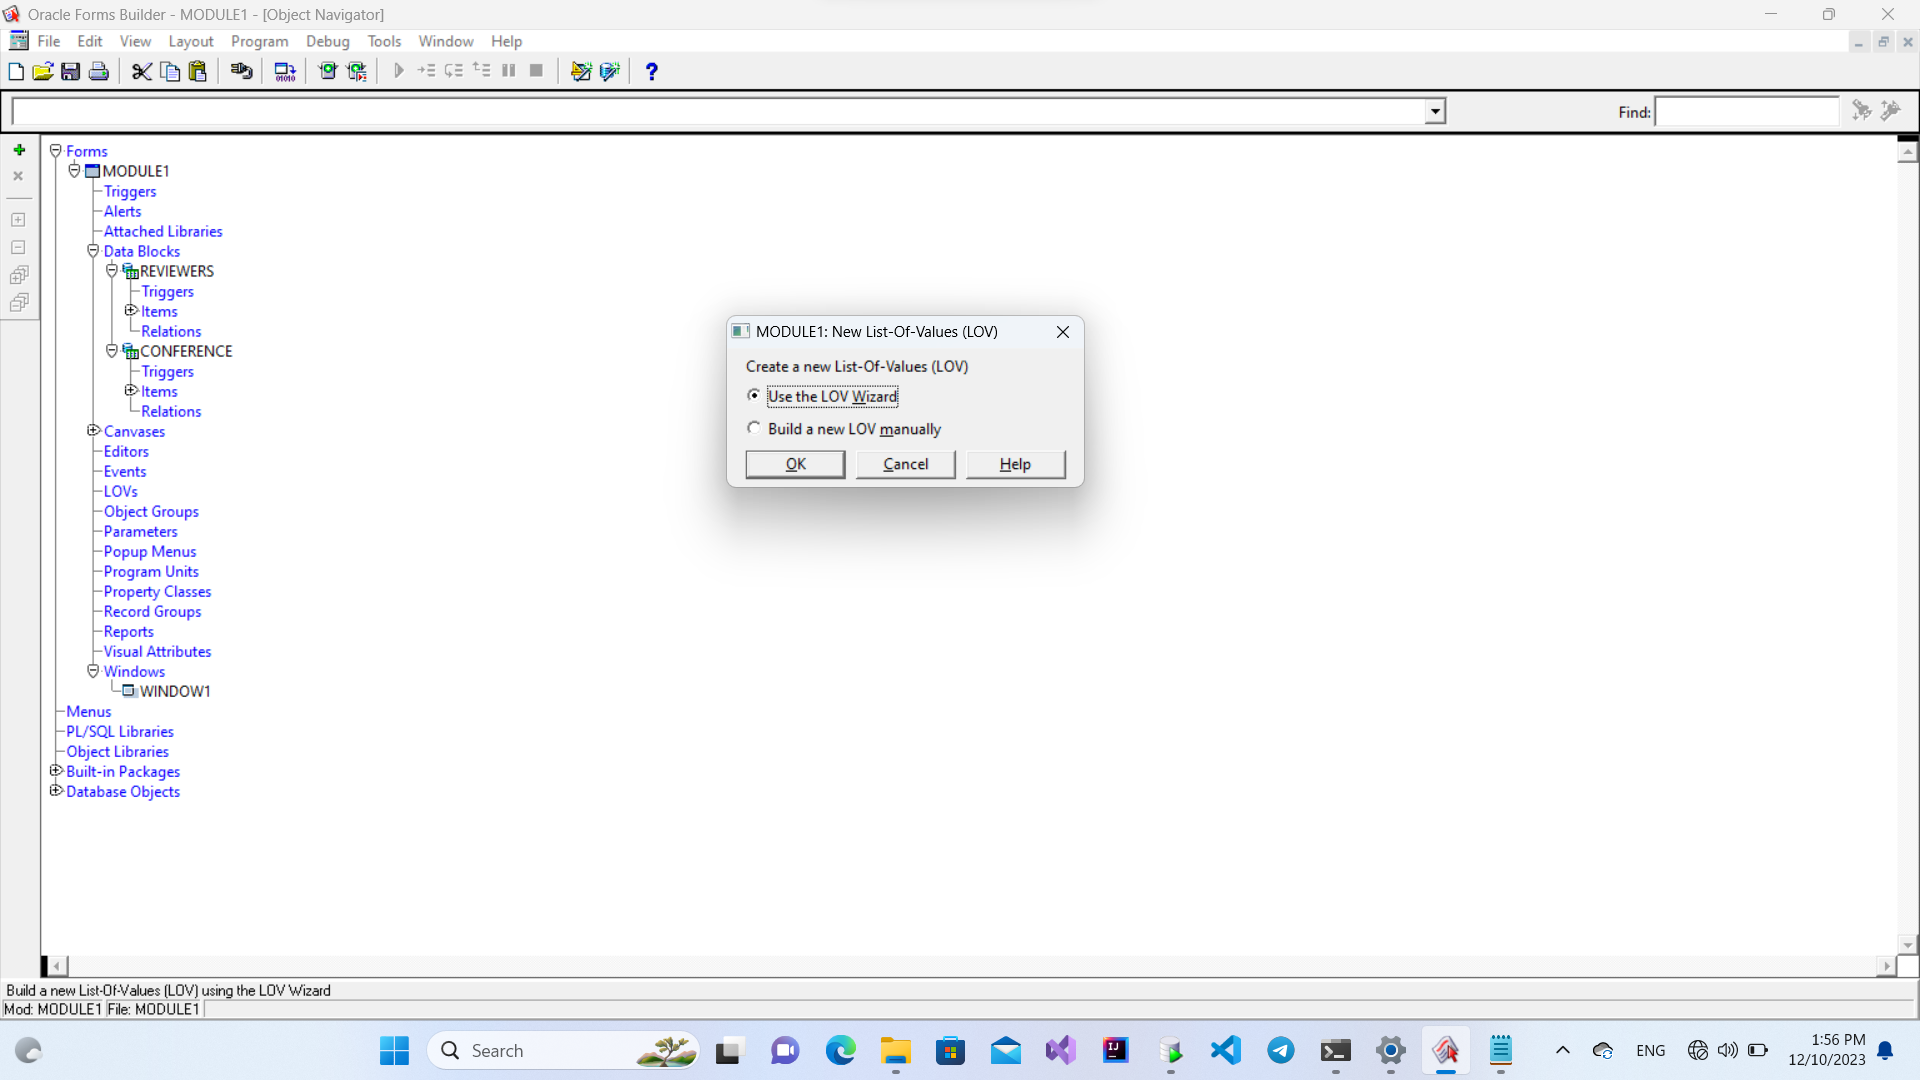 Oracle Forms Builder - MODULE1 - [Object Navigator]
File Edit View Layout Program Debug Tools Window Help
Find:
Forms
MODULE1
Triggers
Alerts
Attached Libraries
Data Blocks
REVIEWERS
Triggers
Items
Relations
CONFERENCE
Triggers
Items
Relations
Canvases
Editors
Events
LOVs
Object Groups
Parameters
Popup Menus
Program Units
Property Classes
Record Groups
Reports
Visual Attributes
Windows
WINDOW1
Menus
PL/SQL Libraries
Object Libraries
Built-in Packages
Database Objects
MODULE1: New List-Of-Values (LOV)
Create a new List-Of-Values (LOV)
Use the LOV Wizard
Build a new LOV manually
OK Cancel Help
Build a new List-Of-Values (LOV) using the LOV Wizard
Mod: MODULE1 File: MODULE1
Search
ENG
1:56 PM
12/10/2023